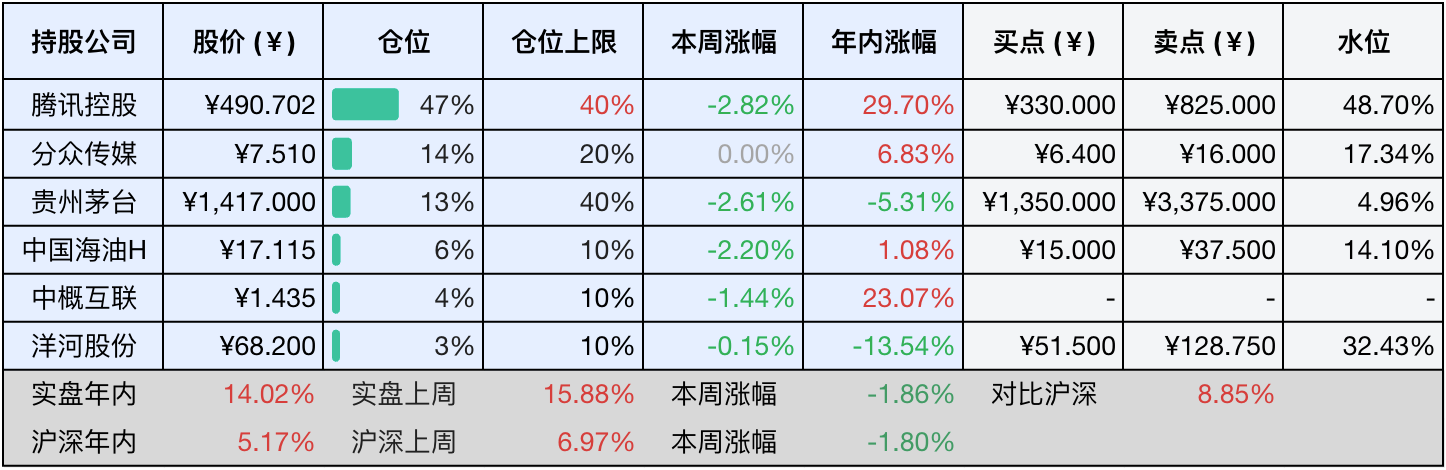 持股公司 股价 (¥) 仓位 仓位上限 本周涨幅 年内涨幅 买点 (¥) 卖点 (¥) 水位
腾讯控股 ¥490.702 47% 40% -2.82% 29.70% ¥330.000 ¥825.000 48.70%
分众传媒 ¥7.510 14% 20% 0.00% 6.83% ¥6.400 ¥16.000 17.34%
贵州茅台 ¥1,417.000 13% 40% -2.61% -5.31% ¥1,350.000 ¥3,375.000 4.96%
中国海油H ¥17.115 6% 10% -2.20% 1.08% ¥15.000 ¥37.500 14.10%
中概互联 ¥1.435 4% 10% -1.44% 23.07% - - -
洋河股份 ¥68.200 3% 10% -0.15% -13.54% ¥51.500 ¥128.750 32.43%
实盘年内 14.02% 实盘上周 15.88% 本周涨幅 -1.86% 对比沪深 8.85%
沪深年内 5.17% 沪深上周 6.97% 本周涨幅 -1.80%